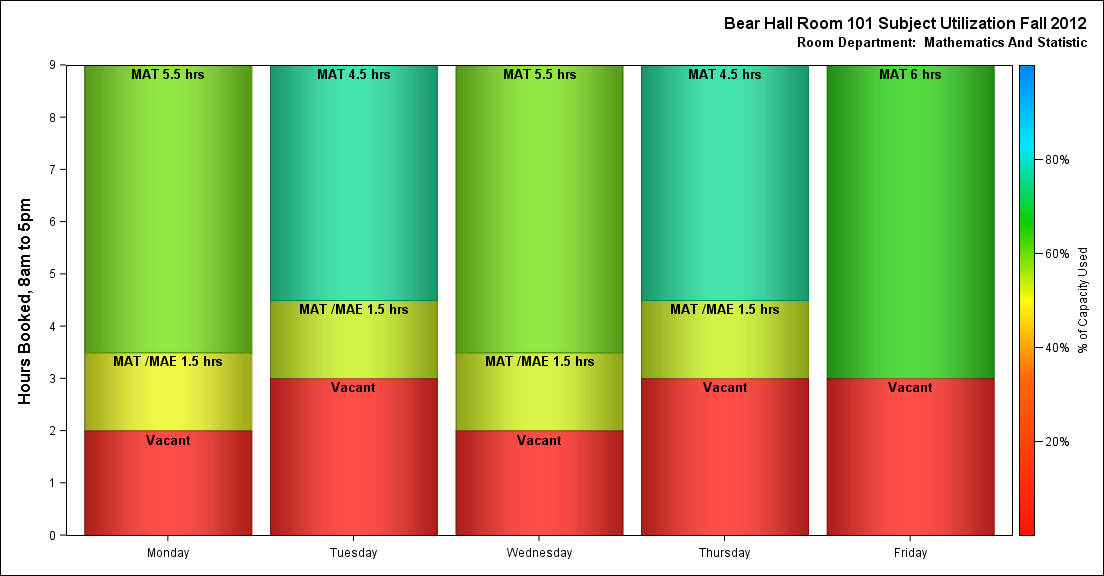 Bear Hall Room 101 Subject Utilization Fall 2012
Room Department:  Mathematics And Statistic
Hours Booked, 8am to 5pm
9
8
7
6
5
4
3
2
1
0
MAT 5.5 hrs
MAT /MAE 1.5 hrs
Vacant
MAT 4.5 hrs
MAT /MAE 1.5 hrs
Vacant
MAT 5.5 hrs
MAT /MAE 1.5 hrs
Vacant
MAT 4.5 hrs
MAT /MAE 1.5 hrs
Vacant
MAT 6 hrs
Vacant
Monday
Tuesday
Wednesday
Thursday
Friday
80%
60%
40%
20%
% of Capacity Used